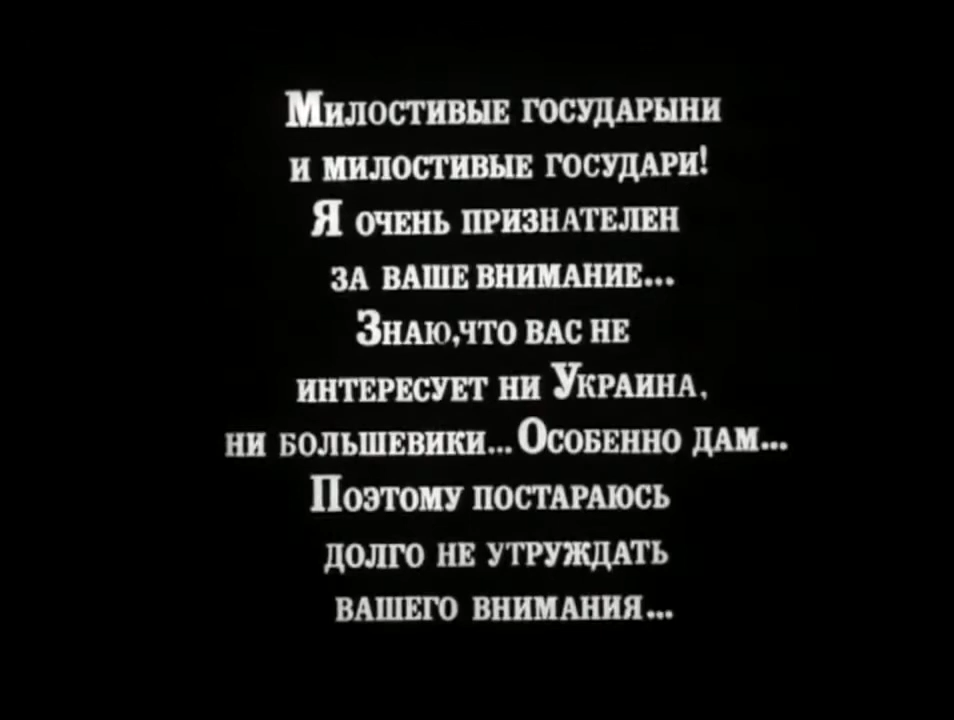 Милостивые государыни
и милостивые государи!
Я очень признателен
за ваше внимание...
Знаю,что вас не
интересует ни Украина,
ни большевики... Особенно дам...
Поэтому постараюсь
долго не утруждать
вашего внимания...